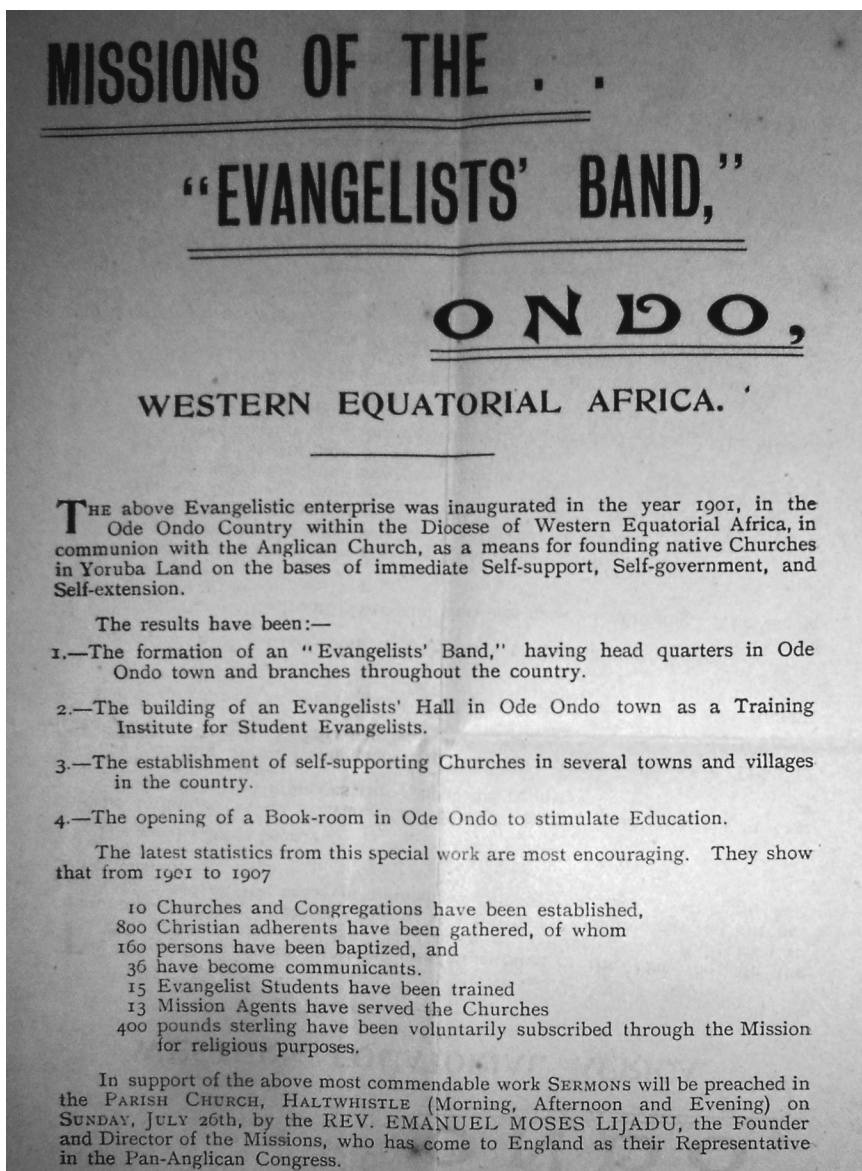 MISSIONS OF THE . .
"EVANGELISTS' BAND,"
ONDO,
WESTERN EQUATORIAL AFRICA.
THE above Evangelistic enterprise was inaugurated in the year 1901, in the
Ode Ondo Country within the Diocese of Western Equatorial Africa, in
communion with the Anglican Church, as a means for founding native Churches
in Yoruba Land on the bases of immediate Self-support, Self-government, and
Self-extension.
The results have been:—
1.—The formation of an "Evangelists' Band," having head quarters in Ode
Ondo town and branches throughout the country.
2.—The building of an Evangelists' Hall in Ode Ondo town as a Training
Institute for Student Evangelists.
3.—The establishment of self-supporting Churches in several towns and villages
in the country.
4.—The opening of a Book-room in Ode Ondo to stimulate Education.
The latest statistics from this special work are most encouraging. They show
that from 1901 to 1907
10 Churches and Congregations have been established,
800 Christian adherents have been gathered, of whom
160 persons have been baptized, and
36 have become communicants.
15 Evangelist Students have been trained
13 Mission Agents have served the Churches
400 pounds sterling have been voluntarily subscribed through the Mission
for religious purposes.
In support of the above most commendable work SERMONS will be preached in
the PARISH CHURCH, HALTWHISTLE (Morning, Afternoon and Evening) on
SUNDAY, JULY 26th, by the REV. EMANUEL MOSES LIJADU, the Founder
and Director of the Missions, who has come to England as their Representative
in the Pan-Anglican Congress.